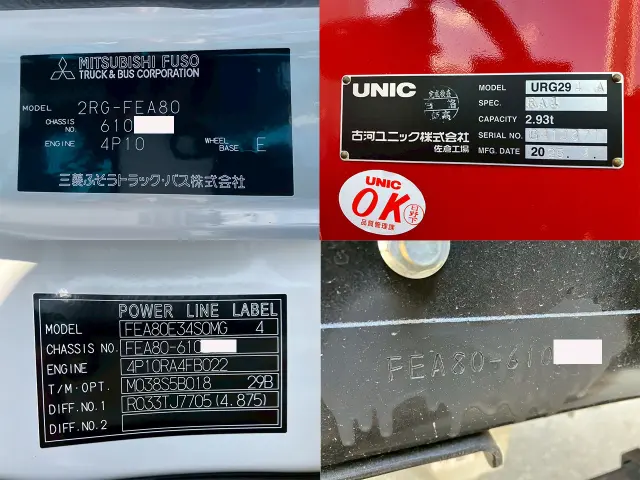 MITSUBISHI FUSO
TRUCK & BUS CORPORATION
MODEL 2RG-FEA80
CHASSIS NO. 610
ENGINE 4P10 WHEEL BASE E
三菱ふそうトラック・バス株式会社
UNIC
古河ユニック株式会社
佐倉工場
MODEL URG29 A
SPEC.
CAPACITY 2.93t
SERIAL NO.
MFG. DATE 20
UNIC
OK
品質管理課
POWER LINE LABEL
MODEL FEA80E34SOMG 4
CHASSIS NO. FEA80-610
ENGINE 4P10RA4FB022
T/M・OPT. M038S5B018 29B
DIFF.NO.1 R033TJ7705(4.875)
DIFF.NO.2
FEA80-610